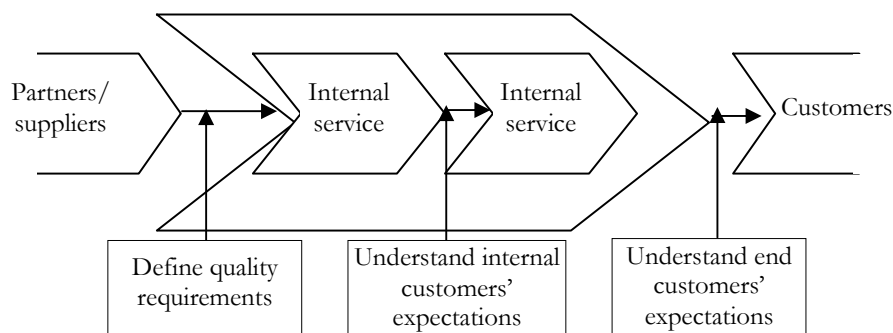 Partners/
suppliers
Internal
service
Internal
service
Customers
Define quality
requirements
Understand internal
customers’
expectations
Understand end
customers’
expectations